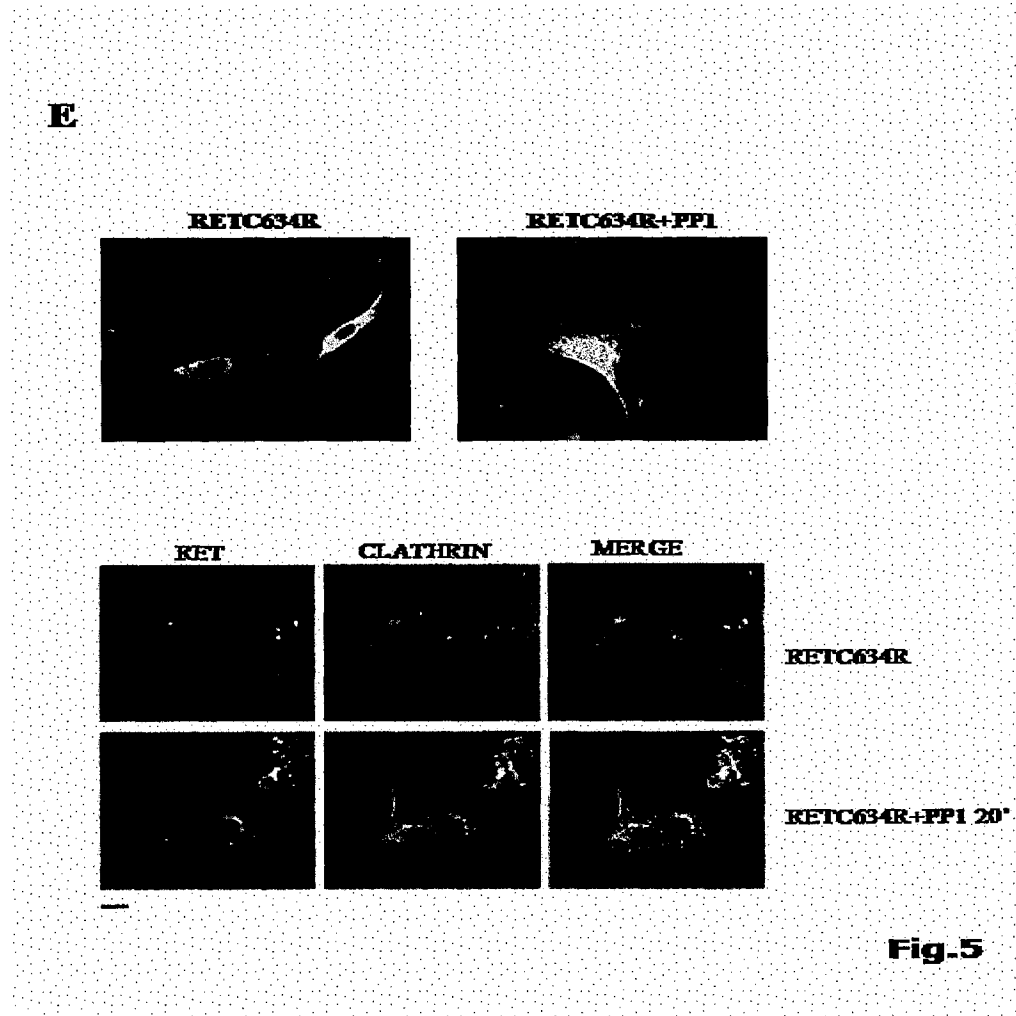 E
RETC634R RETC634R+PP1
RET CLATHRIN MERGE
RETC634R
RETC634R+PP1 20'
Fig.5